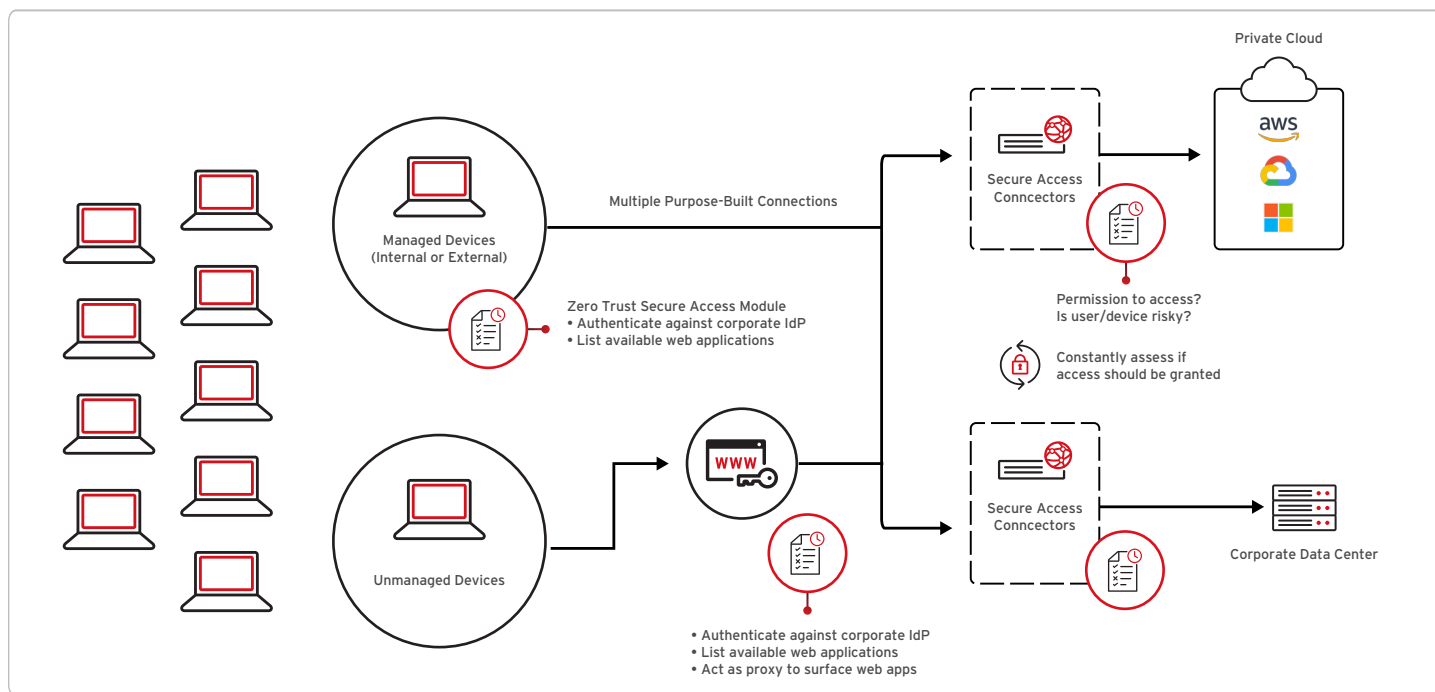 Private Cloud
aws
Secure Access
Conncectors
Multiple Purpose-Built Connections
Managed Devices
(Internal or External)
Zero Trust Secure Access Module
• Authenticate against corporate IdP
• List available web applications
Permission to access?
Is user/device risky?
Constantly assess if
access should be granted
WWW
Secure Access
Conncectors
Unmanaged Devices
Corporate Data Center
• Authenticate against corporate IdP
• List available web applications
• Act as proxy to surface web apps